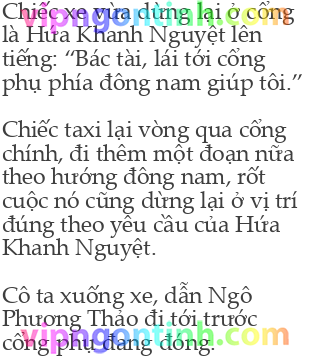 Chiếc xe vừa dừng lại ở cổng
là Hứa Khanh Nguyệt lên
tiếng: “Bác tài, lái tới cổng
phụ phía đông nam giúp tôi.”
Chiếc taxi lại vòng qua cổng
chính, đi thêm một đoạn nữa
theo hướng đông nam, rốt
cuộc nó cũng dừng lại ở vị trí
đúng theo yêu cầu của Hứa
Khanh Nguyệt.
Cô ta xuống xe, dẫn Ngô
Phương Thảo đi tới trước
cổng phụ đang đóng.
vipngontinh.com
vipngontinh.com